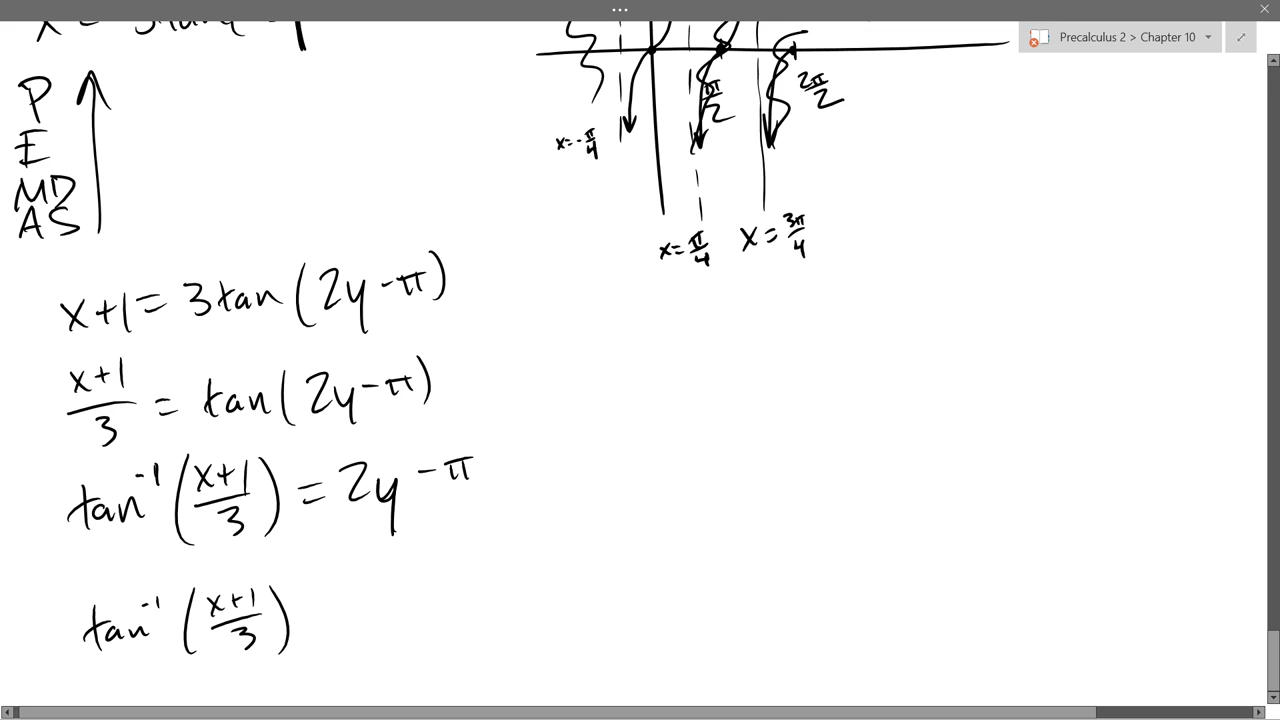 Precalculus 2 > Chapter 10
P
E
MD
AS
x=-π/4
π/2
2π/2
x=π/4
x=3π/4
x+1=3tan(2y-π)
x+1/3 = tan(2y-π)
tan⁻¹(x+1/3) = 2y-π
tan⁻¹(x+1/3)